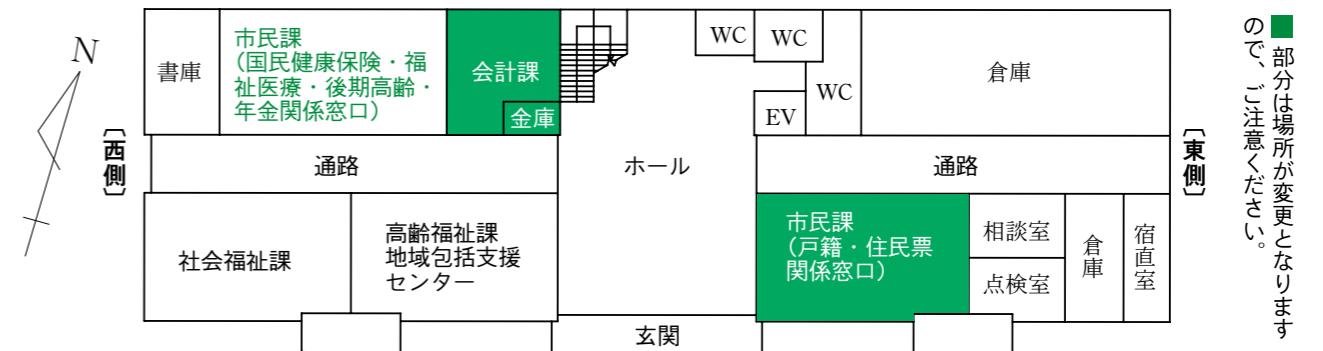 N
〔西側〕
書庫
市民課
（国民健康保険・福
祉医療・後期高齢・
年金関係窓口）
会計課
金庫
WC
WC
WC
EV
倉庫
通路
ホール
通路
社会福祉課
高齢福祉課
地域包括支援
センター
市民課
（戸籍・住民票
関係窓口）
相談室
点検室
倉庫
宿直室
玄関
〔東側〕
部分は場所が変更となります
ので、ご注意ください。